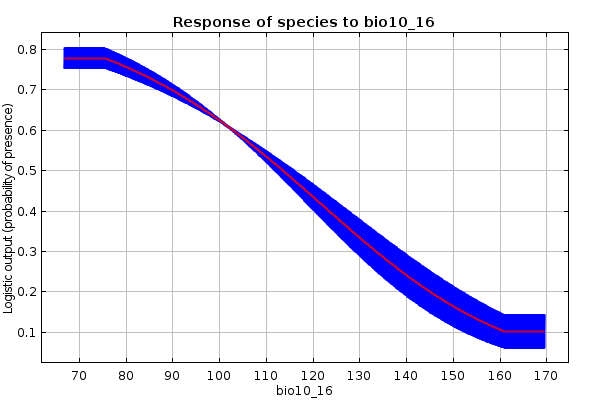 Response of species to bio10_16
Logistic output (probability of presence)
0.8
0.7
0.6
0.5
0.4
0.3
0.2
0.1
70 80 90 100 110 120 130 140 150 160 170
bio10_16